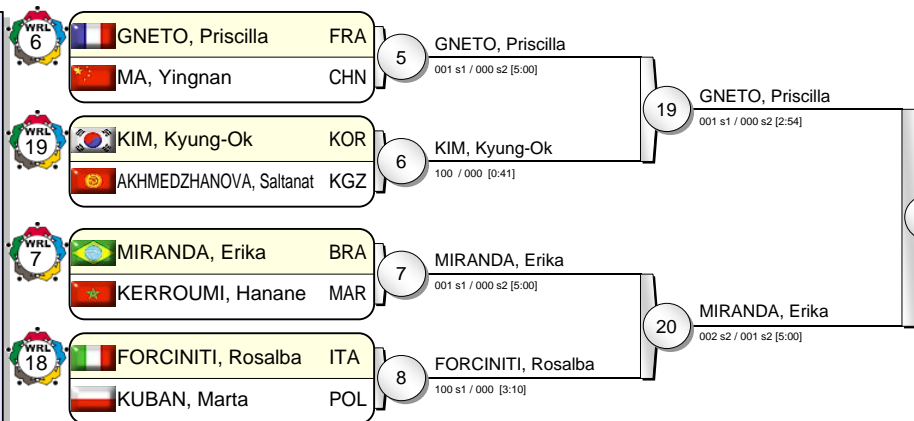 WRL
6
GNETO, Priscilla FRA
MA, Yingnan CHN
5
GNETO, Priscilla
001 s1 / 000 s2 [5:00]
WRL
19
KIM, Kyung-Ok KOR
AKHMEDZHANOVA, Saltanat KGZ
6
KIM, Kyung-Ok
100 / 000 [0:41]
19
GNETO, Priscilla
001 s1 / 000 s2 [2:54]
WRL
7
MIRANDA, Erika BRA
KERROUMI, Hanane MAR
7
MIRANDA, Erika
001 s1 / 000 s2 [5:00]
WRL
18
FORCINITI, Rosalba ITA
KUBAN, Marta POL
8
FORCINITI, Rosalba
100 s1 / 000 [3:10]
20
MIRANDA, Erika
002 s2 / 001 s2 [5:00]